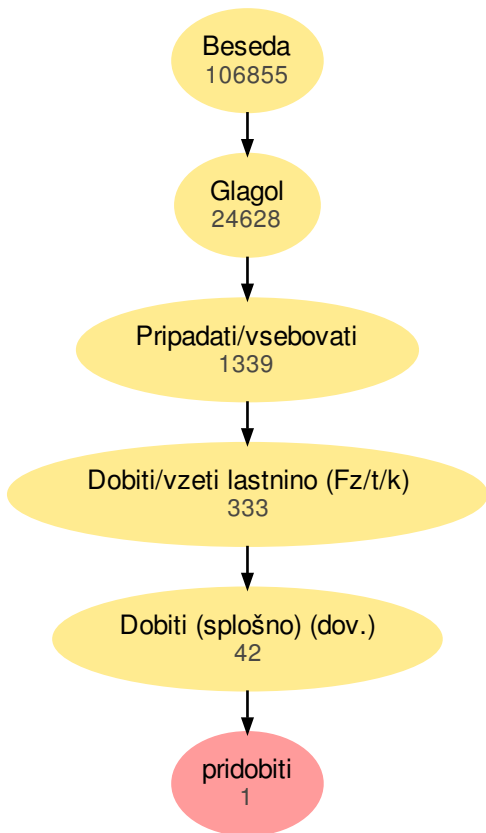 Beseda
106855
Glagol
24628
Pripadati/vsebovati
1339
Dobiti/vzeti lastnino (Fz/t/k)
333
Dobiti (splošno) (dov.)
42
pridobiti
1